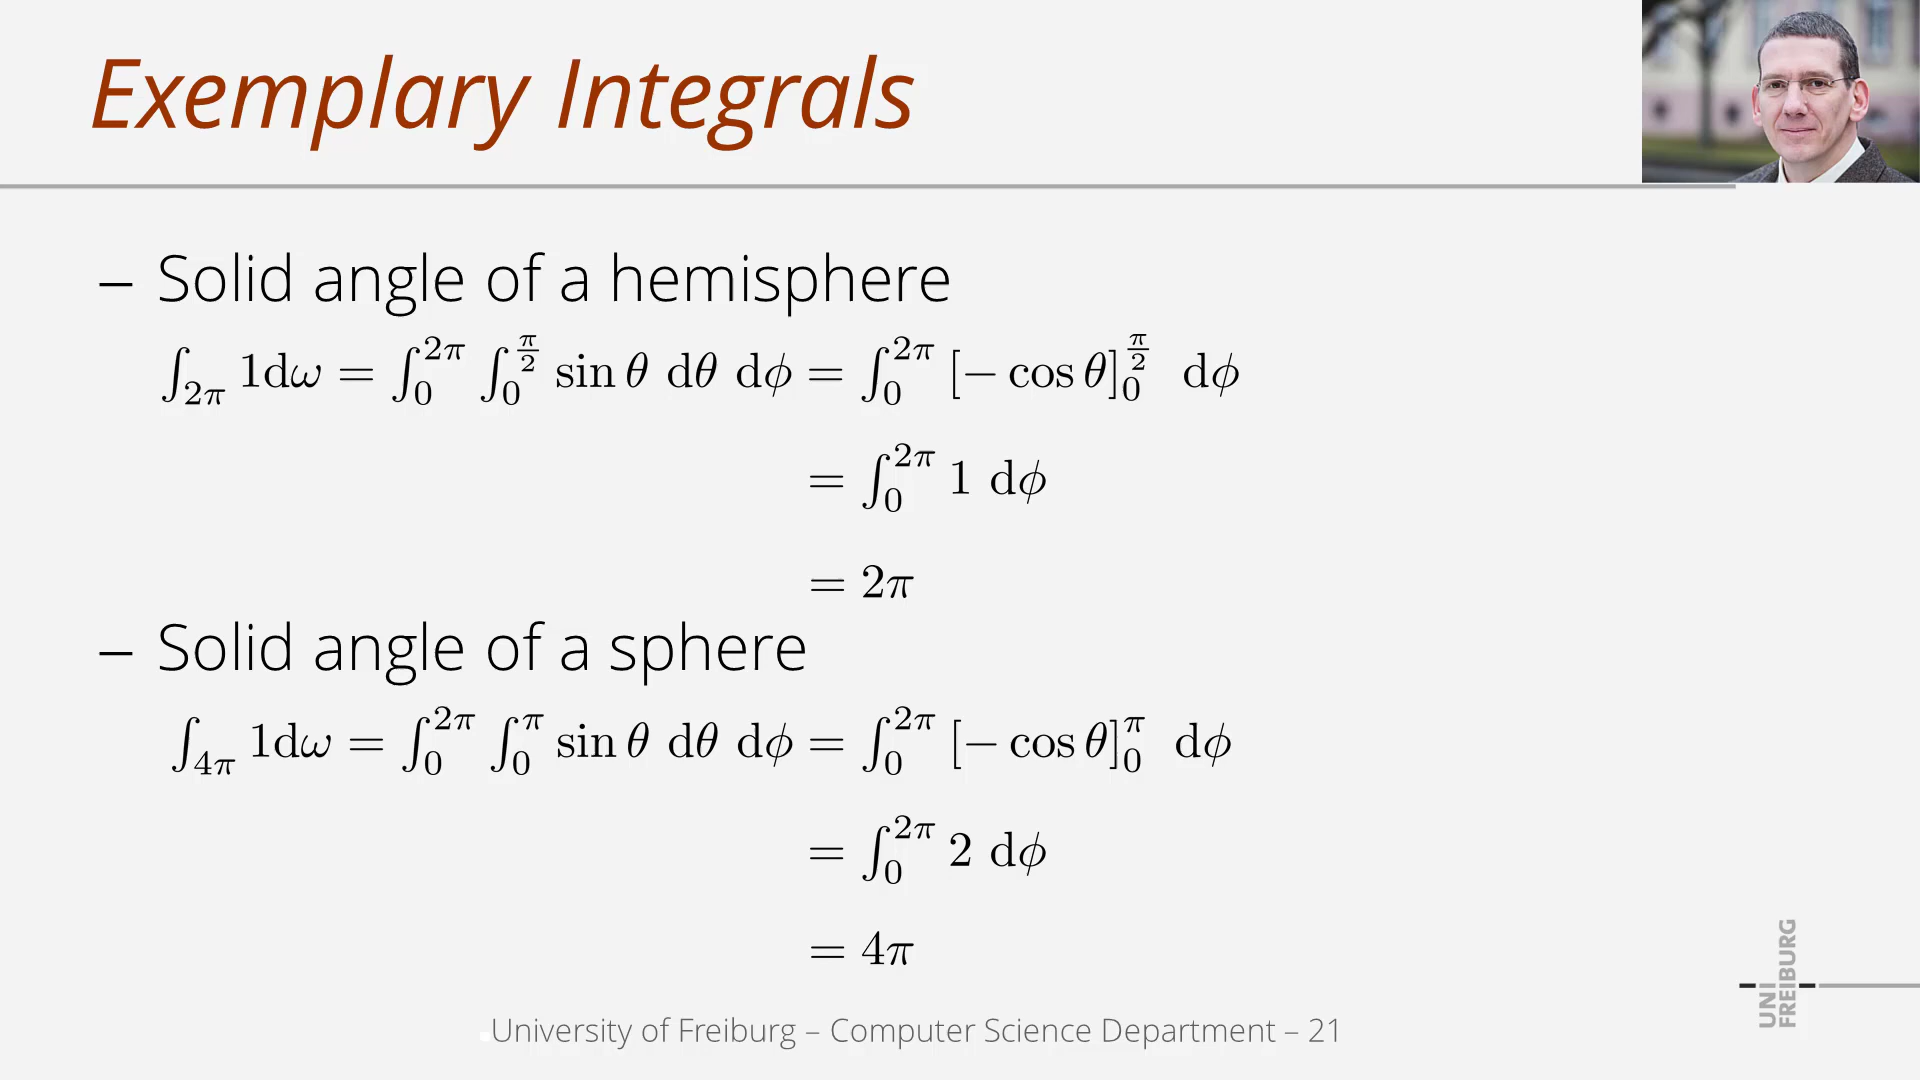 Exemplary Integrals
– Solid angle of a hemisphere
∫_{2π} 1dω = ∫_0^{2π} ∫_0^{π/2} sin θ dθ dϕ = ∫_0^{2π} [− cos θ]_0^{π/2} dϕ
= ∫_0^{2π} 1 dϕ
= 2π
– Solid angle of a sphere
∫_{4π} 1dω = ∫_0^{2π} ∫_0^{π} sin θ dθ dϕ = ∫_0^{2π} [− cos θ]_0^{π} dϕ
= ∫_0^{2π} 2 dϕ
= 4π
University of Freiburg – Computer Science Department – 21
UNI
FREIBURG